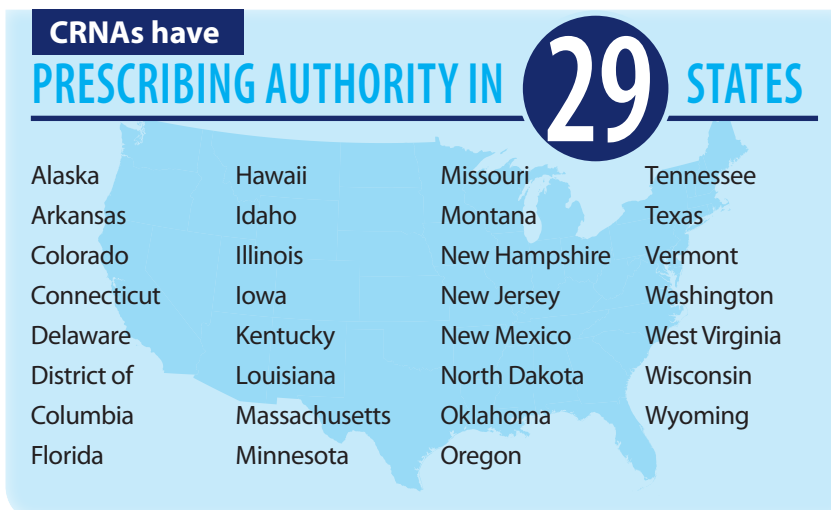 CRNAs have
PRESCRIBING AUTHORITY IN 29 STATES
Alaska
Arkansas
Colorado
Connecticut
Delaware
District of
Columbia
Florida
Hawaii
Idaho
Illinois
Iowa
Kentucky
Louisiana
Massachusetts
Minnesota
Missouri
Montana
New Hampshire
New Jersey
New Mexico
North Dakota
Oklahoma
Oregon
Tennessee
Texas
Vermont
Washington
West Virginia
Wisconsin
Wyoming